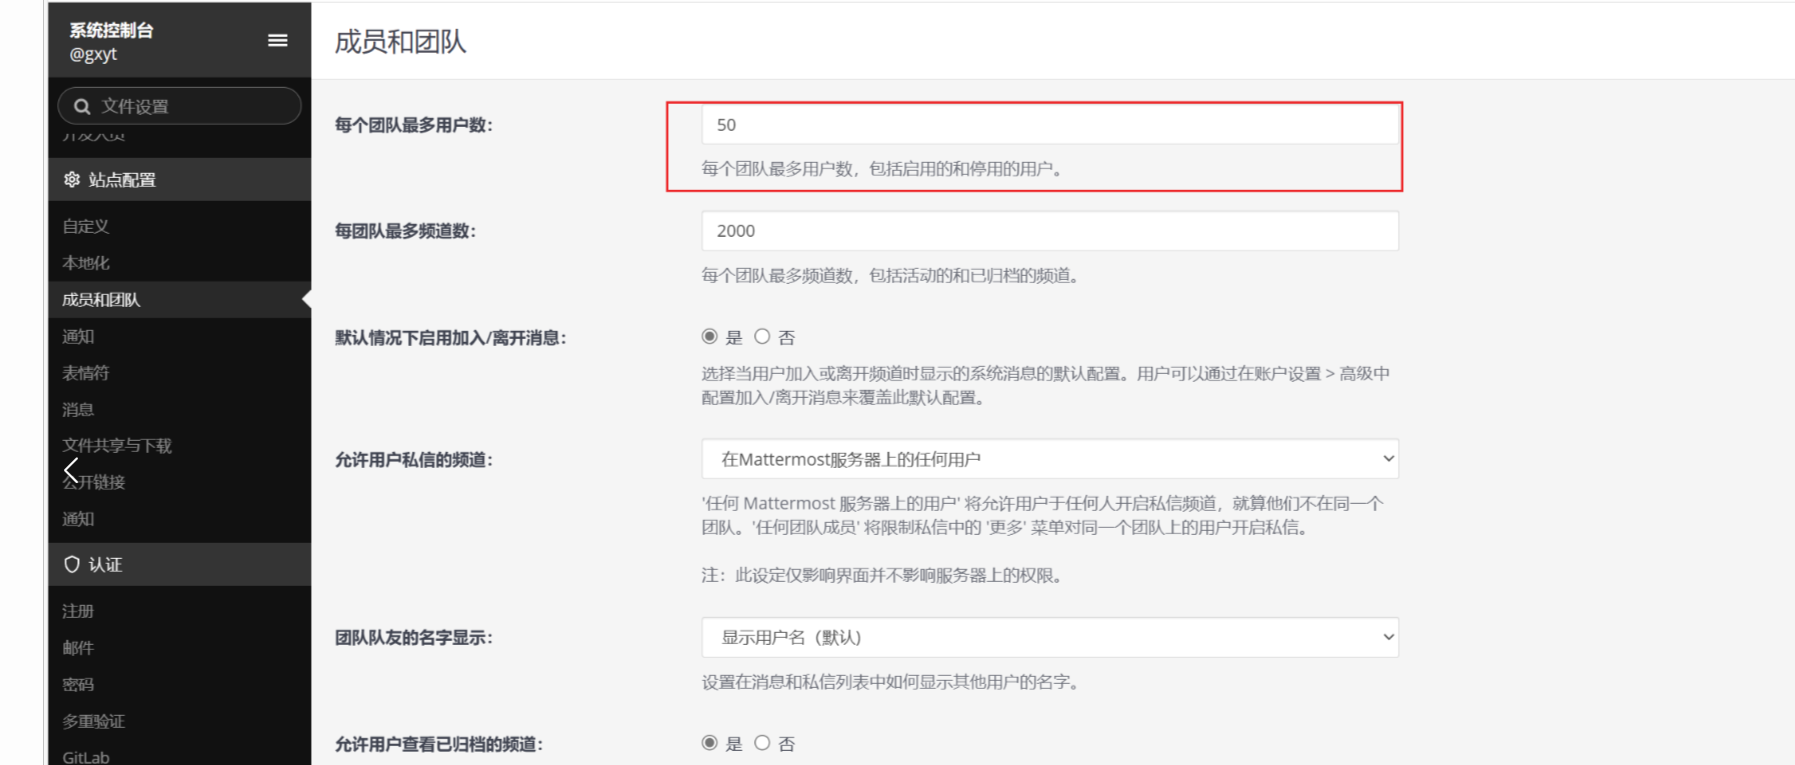 系统控制台
@gxyt
文件设置
开发人员
站点配置
自定义
本地化
成员和团队
通知
表情符
消息
文件共享与下载
公开链接
通知
认证
注册
邮件
密码
多重验证
GitLab
成员和团队
每个团队最多用户数：
50
每个团队最多用户数，包括启用的和停用的用户。
每团队最多频道数：
2000
每个团队最多频道数，包括活动的和已归档的频道。
默认情况下启用加入/离开消息：
是 否
选择当用户加入或离开频道时显示的系统消息的默认配置。用户可以通过在账户设置 > 高级中
配置加入/离开消息来覆盖此默认配置。
允许用户私信的频道：
在Mattermost服务器上的任何用户
'任何 Mattermost 服务器上的用户' 将允许用户于任何人开启私信频道，就算他们不在同一个
团队。'任何团队成员' 将限制私信中的 '更多' 菜单对同一个团队上的用户开启私信。
注：此设定仅影响界面并不影响服务器上的权限。
团队队友的名字显示：
显示用户名（默认）
设置在消息和私信列表中如何显示其他用户的名字。
允许用户查看已归档的频道：
是 否